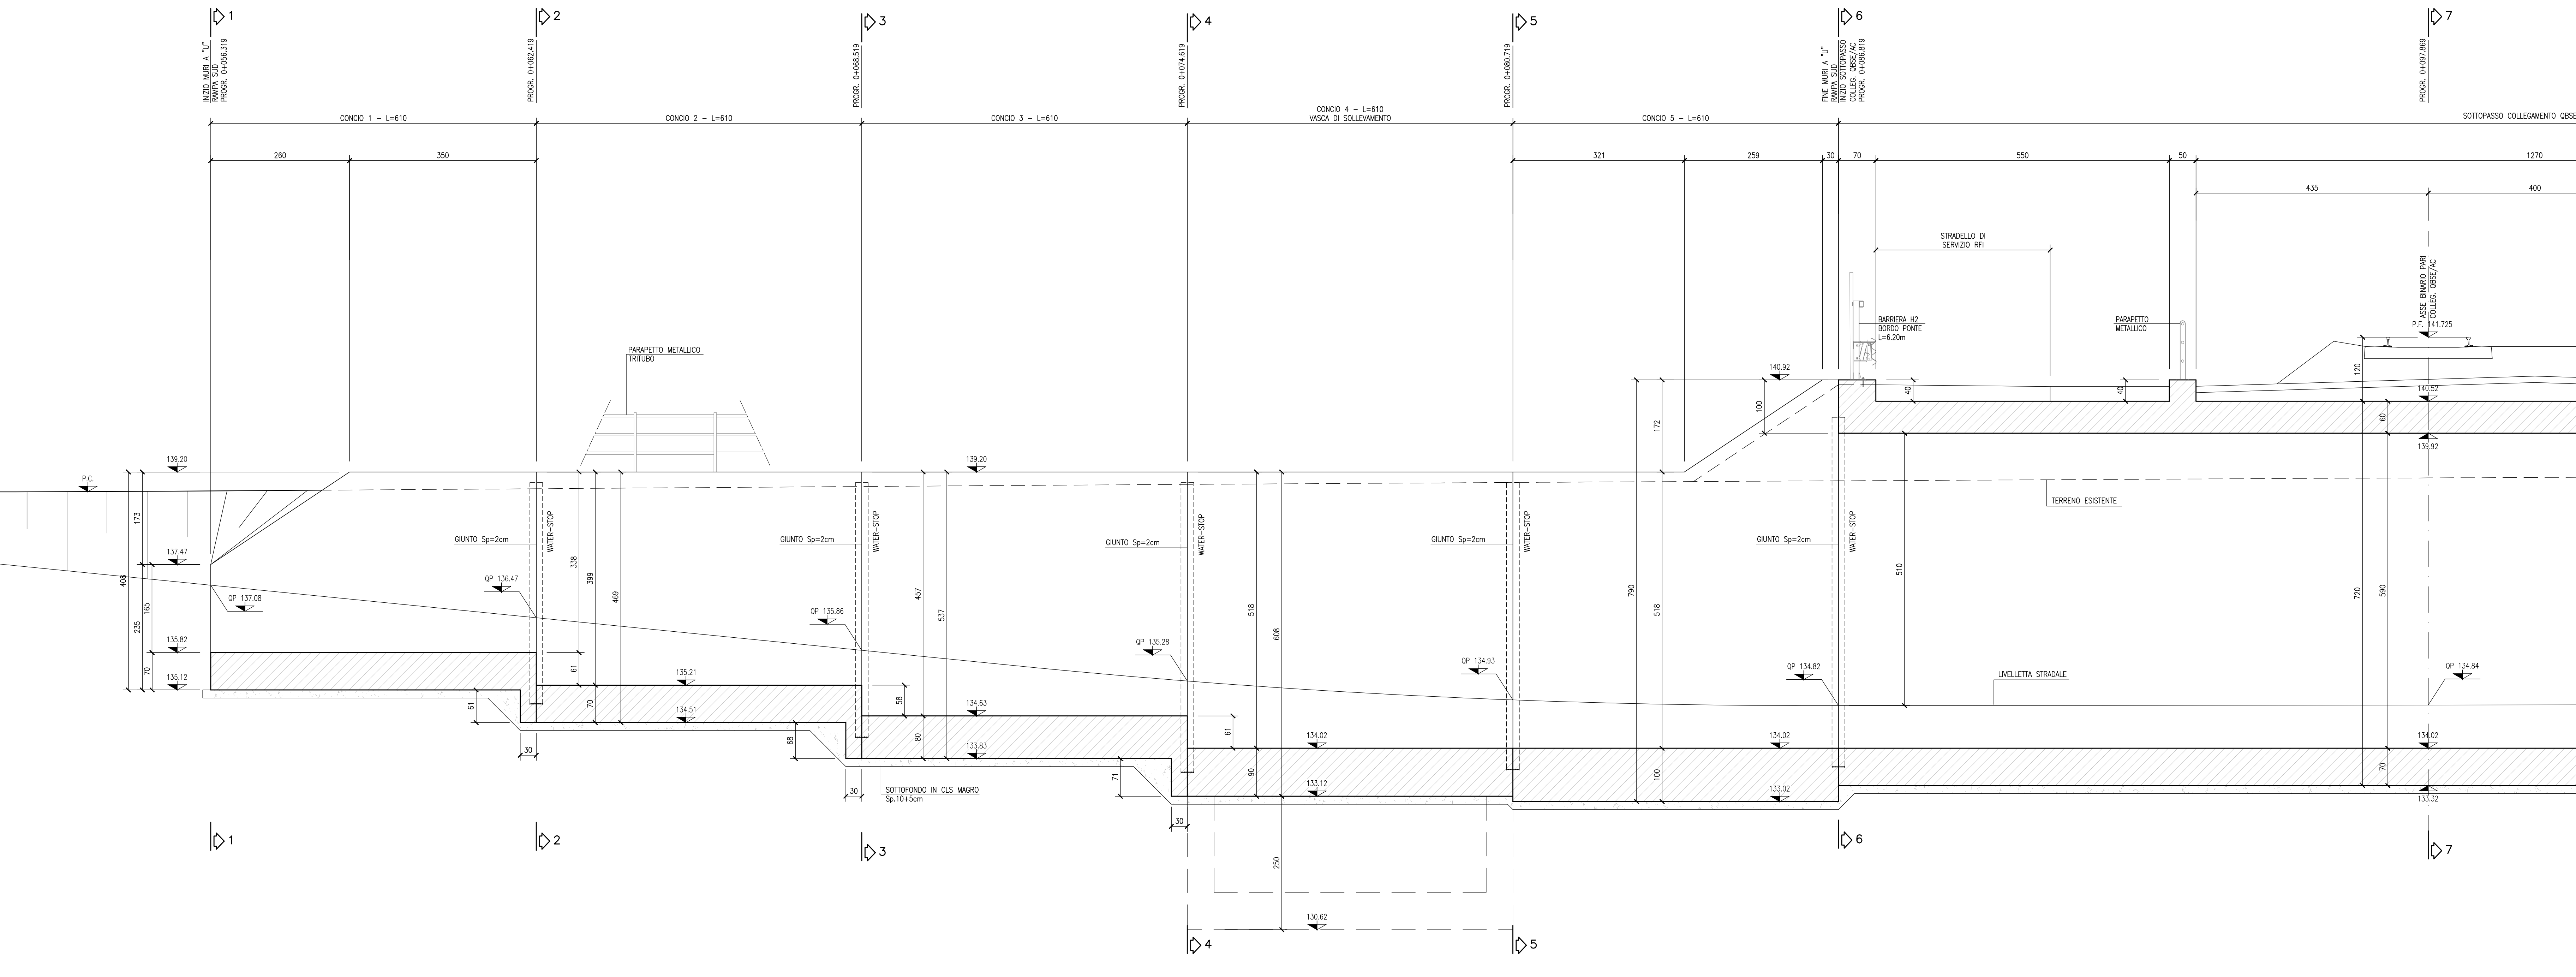 1
2
3
4
5
6
7
INIZIO MURI A "U"
RAMPA SUD
PROGR. 0+056.319
PROGR. 0+062.419
PROGR. 0+068.519
PROGR. 0+074.619
PROGR. 0+080.719
FINE MURI A "U"
RAMPA SUD
INIZIO SOTTOPASSO
COLLEG. QBSE/AC
PROGR. 0+086.819
PROGR. 0+097.869
CONCIO 1 - L=610
CONCIO 2 - L=610
CONCIO 3 - L=610
CONCIO 4 - L=610
VASCA DI SOLLEVAMENTO
CONCIO 5 - L=610
SOTTOPASSO COLLEGAMENTO QBSE
260
350
321
259
30
70
550
50
1270
435
400
STRADELLO DI
SERVIZIO RFI
ASSE BINARIO PARI
COLLEG. QBSE/AC
P.F. 141.725
BARRIERA H2
BORDO PONTE
L=6.20m
PARAPETTO
METALLICO
PARAPETTO METALLICO
TRITUBO
140.92
120
40
40
100
140.52
60
139.92
172
139.20
139.20
P.C.
173
137.47
408
165
235
135.82
70
135.12
TERRENO ESISTENTE
GIUNTO Sp=2cm
WATER-STOP
GIUNTO Sp=2cm
WATER-STOP
GIUNTO Sp=2cm
WATER-STOP
GIUNTO Sp=2cm
WATER-STOP
GIUNTO Sp=2cm
WATER-STOP
QP 137.08
QP 136.47
QP 135.86
QP 135.28
QP 134.93
QP 134.82
QP 134.84
338
399
469
61
70
457
537
58
80
518
608
61
90
790
518
100
510
720
590
70
LIVELLETTA STRADALE
135.21
134.51
134.63
133.83
134.02
133.12
134.02
133.02
134.02
133.32
61
30
68
30
71
30
SOTTOFONDO IN CLS MAGRO
Sp.10+5cm
250
130.62
1
2
3
4
5
6
7